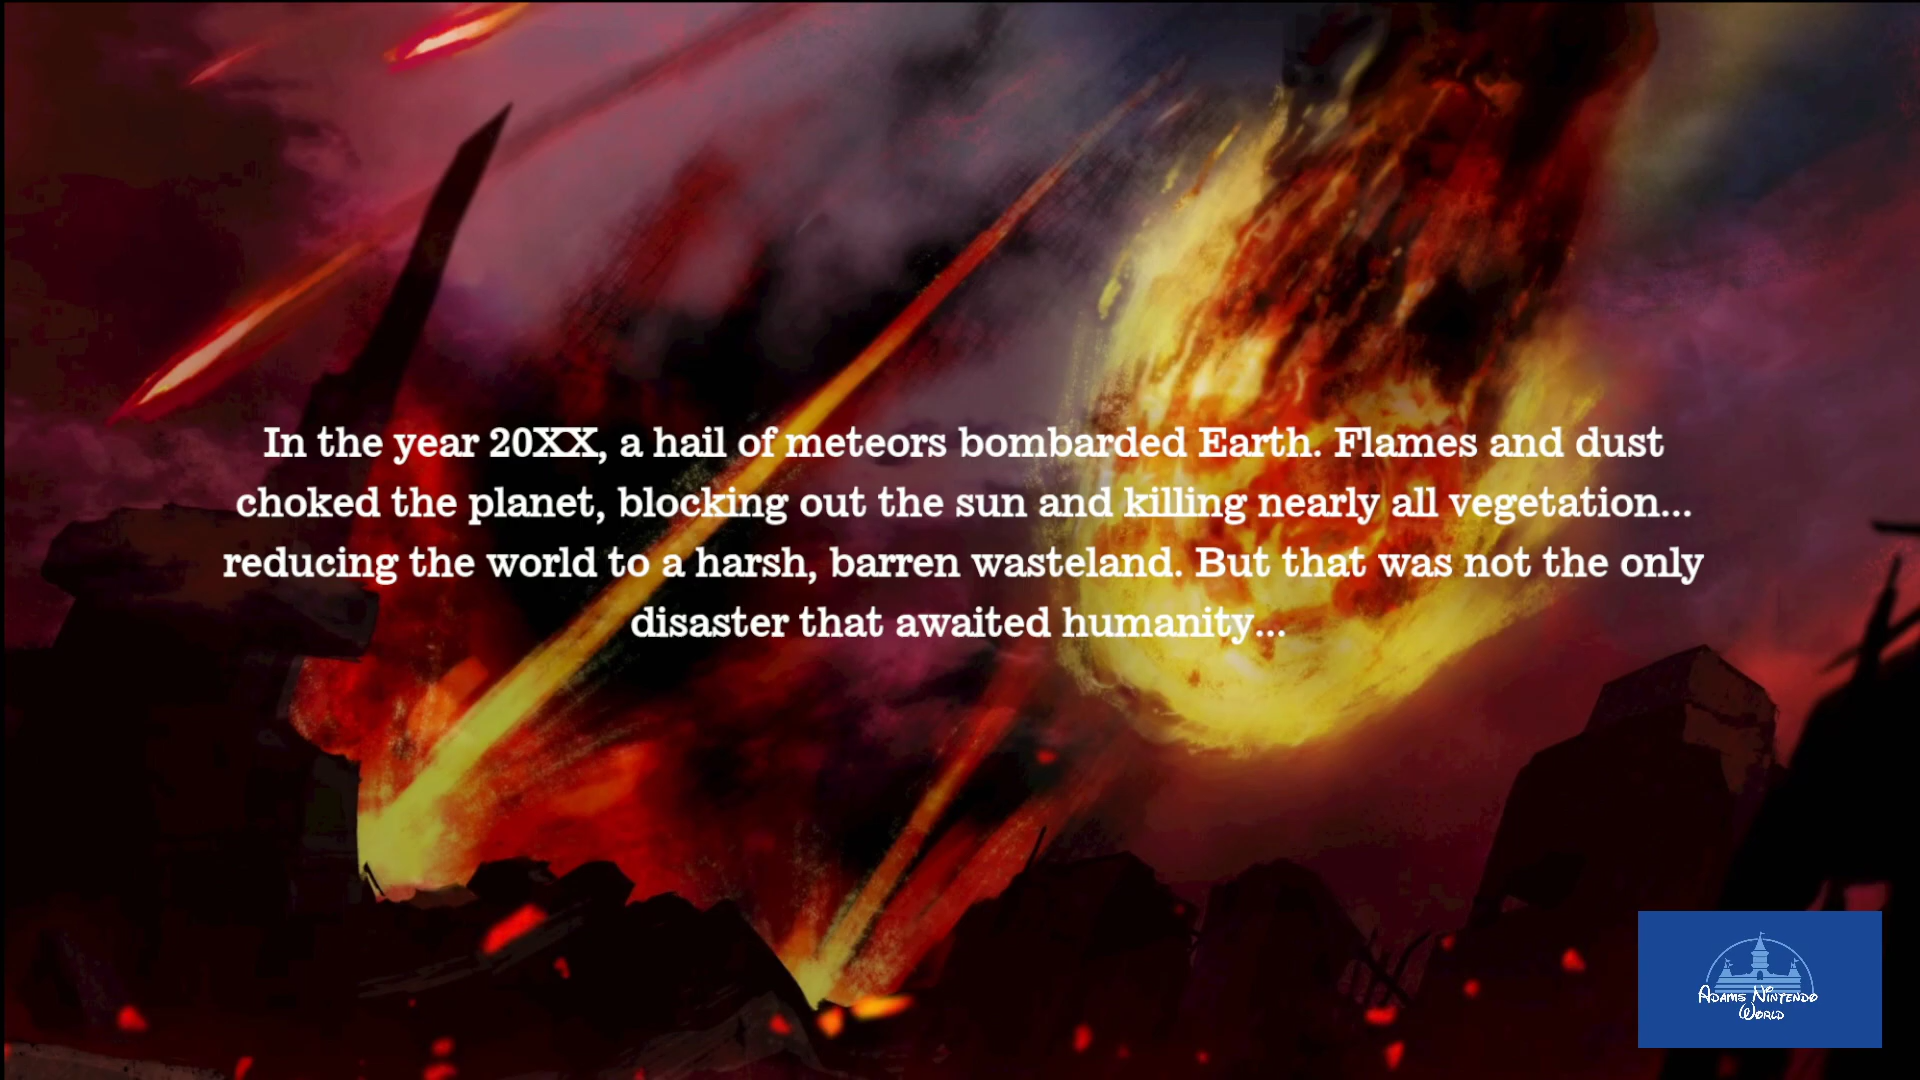 In the year 20XX, a hail of meteors bombarded Earth. Flames and dust
choked the planet, blocking out the sun and killing nearly all vegetation...
reducing the world to a harsh, barren wasteland. But that was not the only
disaster that awaited humanity...
Adams Nintendo
World